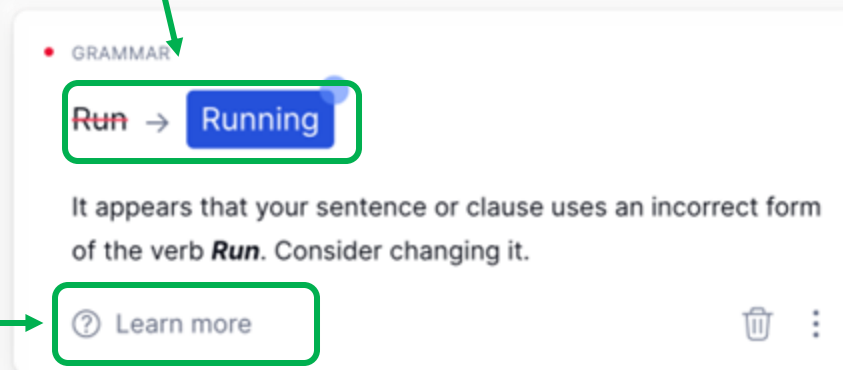 GRAMMAR
Run → Running
It appears that your sentence or clause uses an incorrect form
of the verb Run. Consider changing it.
Learn more